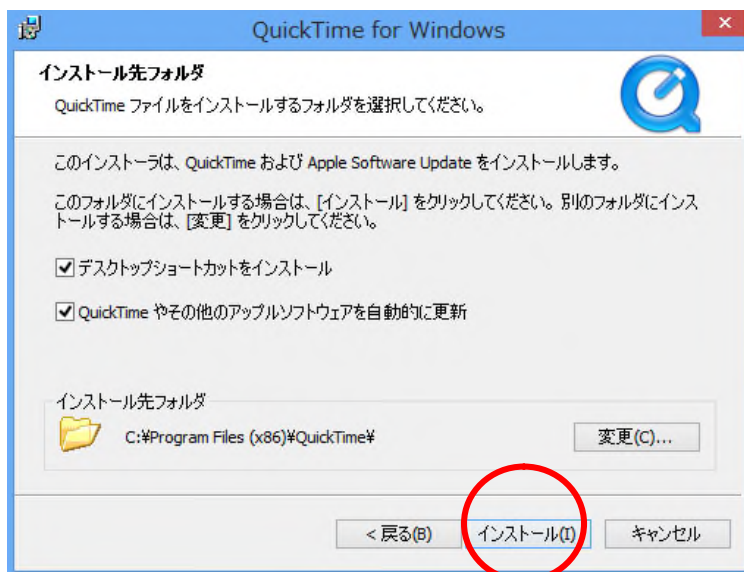 QuickTime for Windows
インストール先フォルダ
QuickTime ファイルをインストールするフォルダを選択してください。
このインストーラは、QuickTime および Apple Software Update をインストールします。
このフォルダにインストールする場合は、[インストール] をクリックしてください。別のフォルダにインス
トールする場合は、[変更] をクリックしてください。
デスクトップショートカットをインストール
QuickTime やその他のアップルソフトウェアを自動的に更新
インストール先フォルダ
C:¥Program Files (x86)¥QuickTime¥
変更(C)...
< 戻る(B)
インストール(I)
キャンセル